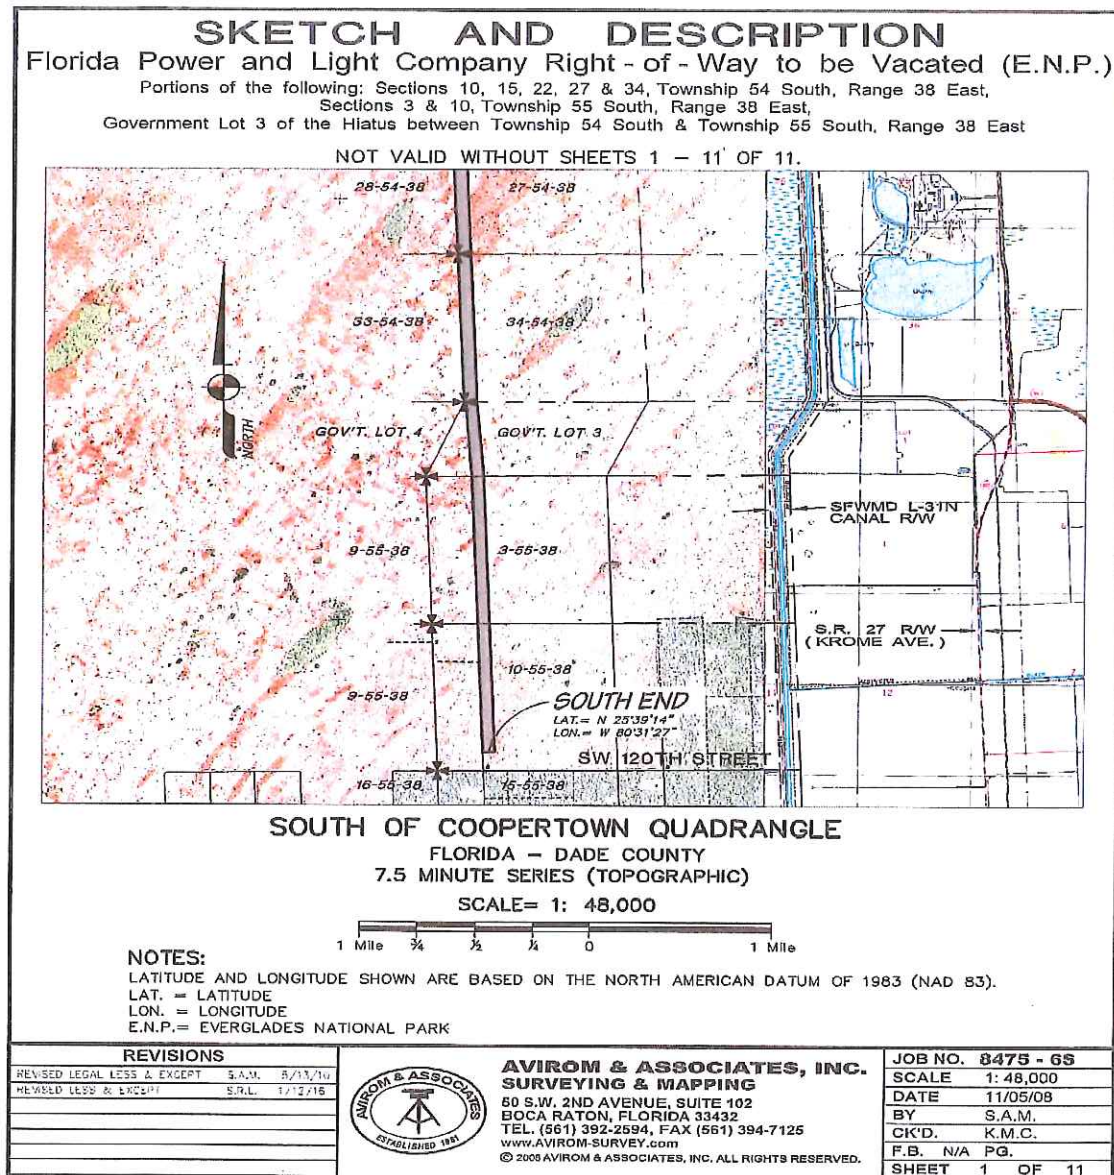 SKETCH AND DESCRIPTION
Florida Power and Light Company Right - of - Way to be Vacated (E.N.P.)
Portions of the following: Sections 10, 15, 22, 27 & 34, Township 54 South, Range 38 East,
Sections 3 & 10, Township 55 South, Range 38 East,
Government Lot 3 of the Hiatus between Township 54 South & Township 55 South, Range 38 East
NOT VALID WITHOUT SHEETS 1 – 11 OF 11.
28-54-38 27-54-38
33-54-38 34-54-38
NORTH
GOV'T. LOT 4 GOV'T. LOT 3
SFWMD L-31N
CANAL R/W
9-55-38 3-55-38
S.R. 27 R/W
(KROME AVE.)
10-55-38
9-55-38
12
SOUTH END
LAT.= N 25°39'14"
LON.= W 80°31'27"
SW 120TH STREET
16-55-38 15-55-38
SOUTH OF COOPERTOWN QUADRANGLE
FLORIDA – DADE COUNTY
7.5 MINUTE SERIES (TOPOGRAPHIC)
SCALE= 1: 48,000
1 Mile ¾ ½ ¼ 0 1 Mile
NOTES:
LATITUDE AND LONGITUDE SHOWN ARE BASED ON THE NORTH AMERICAN DATUM OF 1983 (NAD 83).
LAT. = LATITUDE
LON. = LONGITUDE
E.N.P.= EVERGLADES NATIONAL PARK
REVISIONS
REVISED LEGAL LESS & EXCEPT S.A.M.
REVISED LESS & EXCEPT S.R.L. 1/12/16
AVIROM & ASSOCIATES
ESTABLISHED 1981
AVIROM & ASSOCIATES, INC.
SURVEYING & MAPPING
50 S.W. 2ND AVENUE, SUITE 102
BOCA RATON, FLORIDA 33432
TEL. (561) 392-2594, FAX (561) 394-7125
www.AVIROM-SURVEY.com
© 2008 AVIROM & ASSOCIATES, INC. ALL RIGHTS RESERVED.
JOB NO. 8475 - 6S
SCALE 1: 48,000
DATE 11/05/08
BY S.A.M.
CK'D. K.M.C.
F.B. N/A PG.
SHEET 1 OF 11